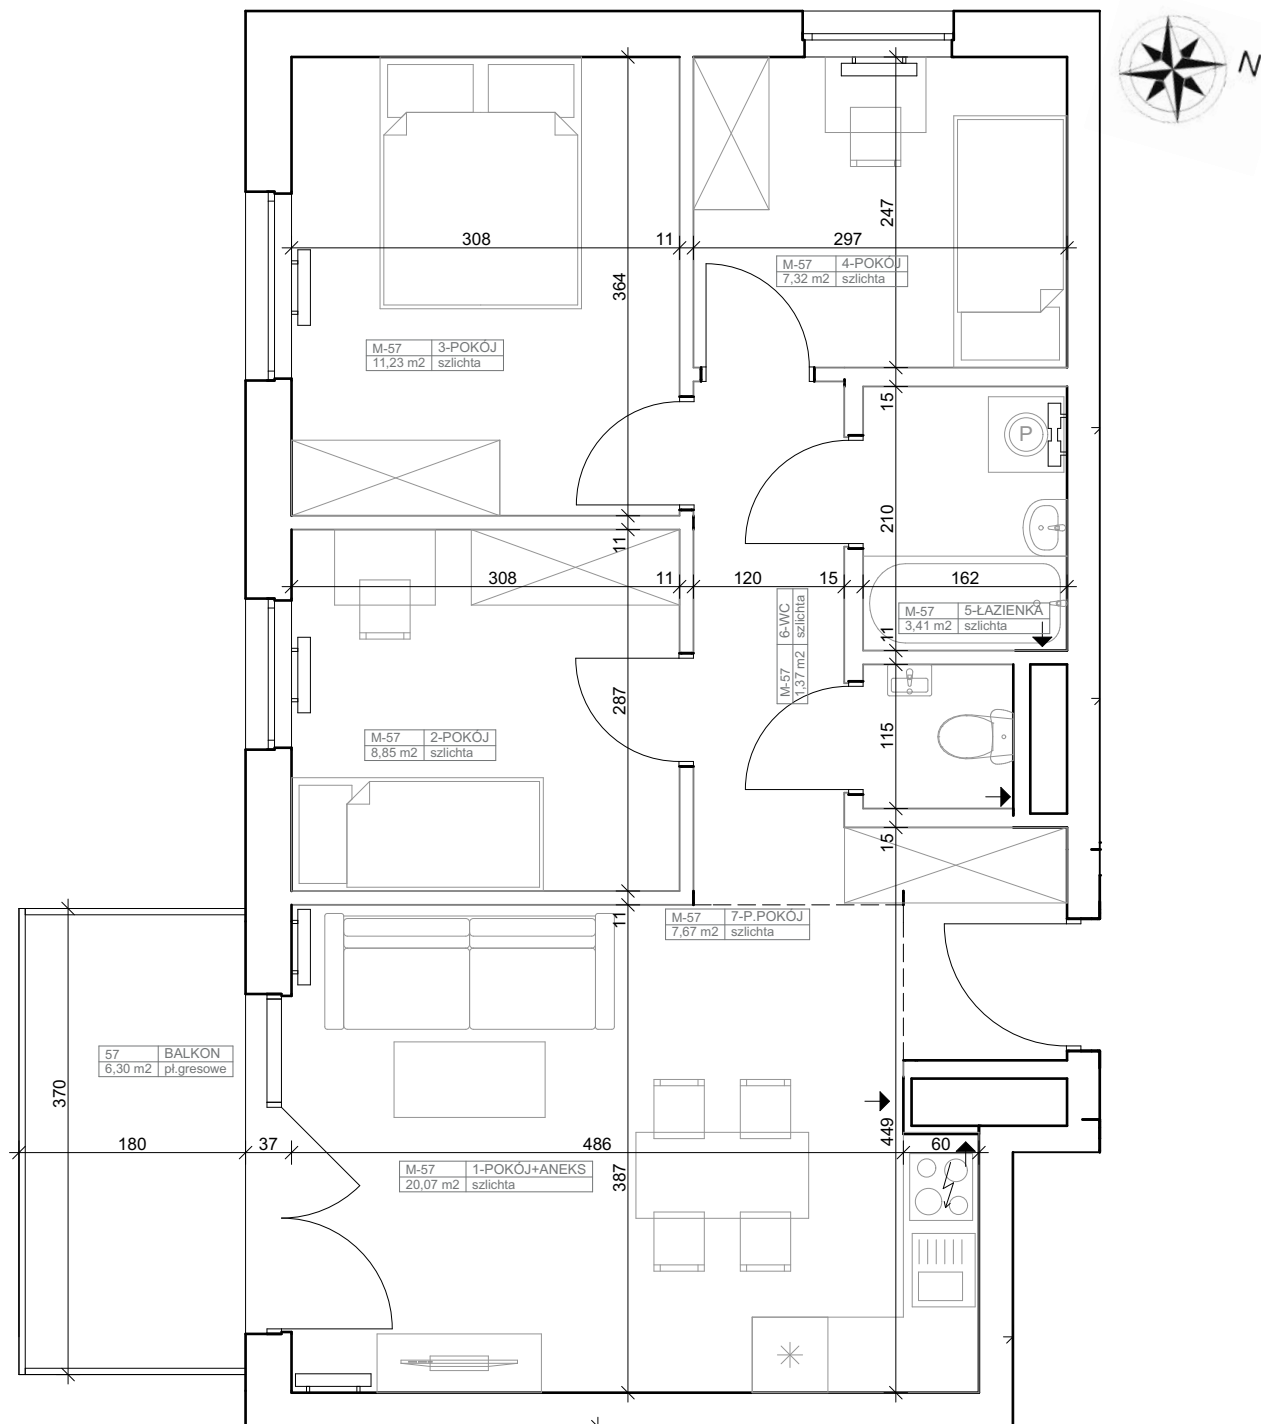 N
247
308
11
297
M-57 4-POKÓJ
7,32 m2 szlichta
364
M-57 3-POKÓJ
11,23 m2 szlichta
15
P
210
11
308
11
120
15
162
M-57 6-WC
1,37 m2 szlichta
M-57 5-ŁAZIENKA
3,41 m2 szlichta
11
287
115
M-57 2-POKÓJ
8,85 m2 szlichta
15
11
M-57 7-P.POKÓJ
7,67 m2 szlichta
57 BALKON
6,30 m2 pł.gresowe
370
449
180
37
486
60
387
M-57 1-POKÓJ+ANEKS
20,07 m2 szlichta